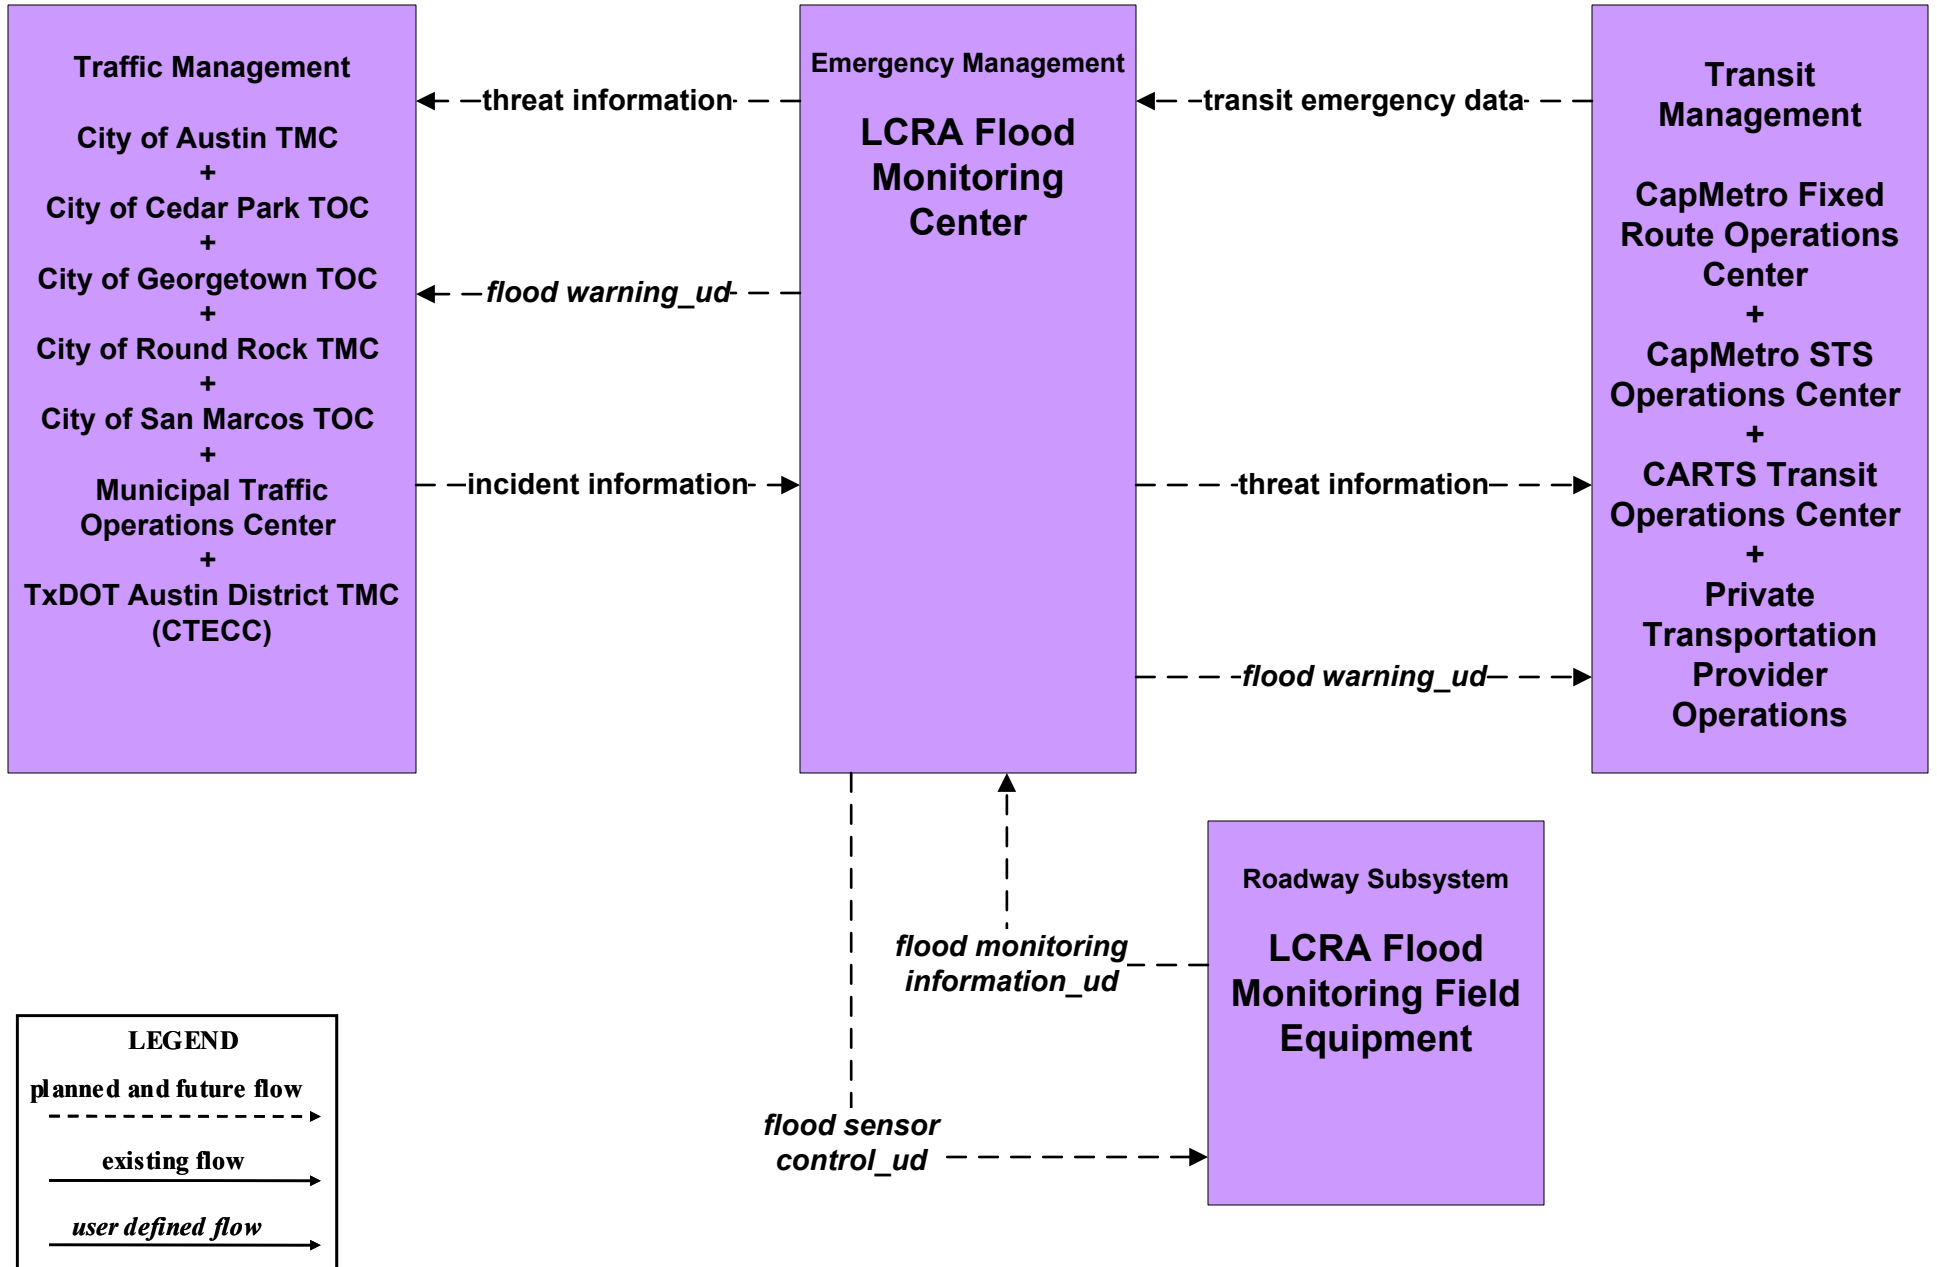 Traffic Management
City of Austin TMC
+
City of Cedar Park TOC
+
City of Georgetown TOC
+
City of Round Rock TMC
+
City of San Marcos TOC
+
Municipal Traffic
Operations Center
+
TxDOT Austin District TMC
(CTECC)
threat information
flood warning_ud
incident information
Emergency Management
LCRA Flood
Monitoring
Center
transit emergency data
threat information
flood warning_ud
Transit
Management
CapMetro Fixed
Route Operations
Center
+
CapMetro STS
Operations Center
+
CARTS Transit
Operations Center
+
Private
Transportation
Provider
Operations
flood monitoring
information_ud
flood sensor
control_ud
Roadway Subsystem
LCRA Flood
Monitoring Field
Equipment
LEGEND
planned and future flow
existing flow
user defined flow